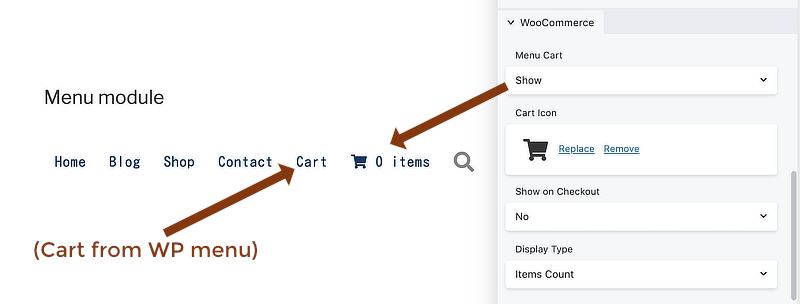 Menu module
Home Blog Shop Contact Cart 0 items
(Cart from WP menu)
WooCommerce
Menu Cart
Show
Cart Icon
Replace Remove
Show on Checkout
No
Display Type
Items Count